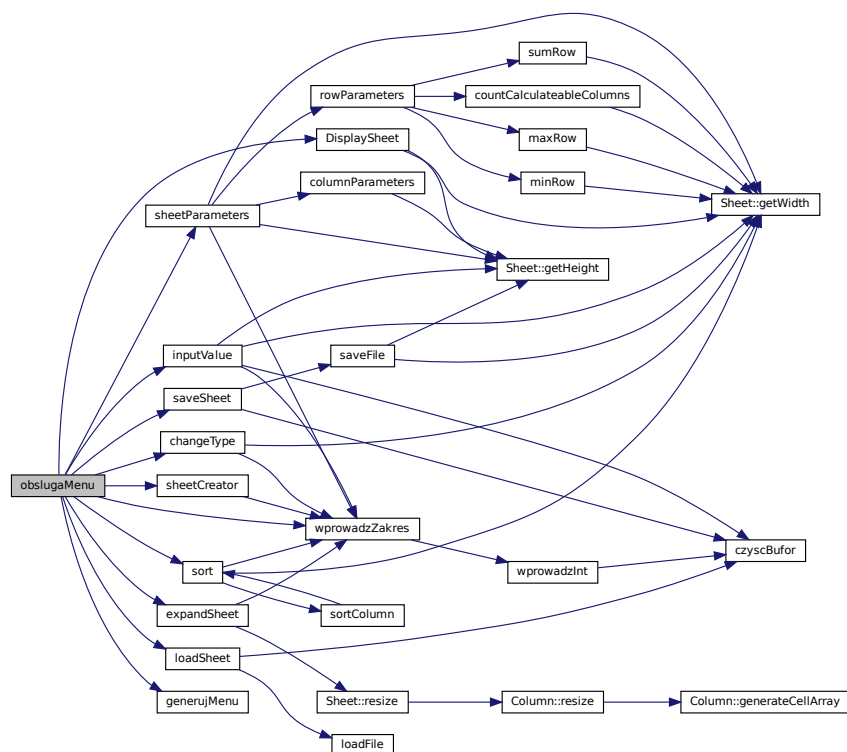 sumRow
rowParameters
countCalculateableColumns
DisplaySheet
maxRow
columnParameters
minRow
sheetParameters
Sheet::getWidth
Sheet::getHeight
inputValue
saveFile
saveSheet
changeType
obslugaMenu
sheetCreator
wprowadzZakres
czyscBufor
sort
wprowadzInt
expandSheet
sortColumn
loadSheet
generujMenu
Sheet::resize
Column::resize
Column::generateCellArray
loadFile